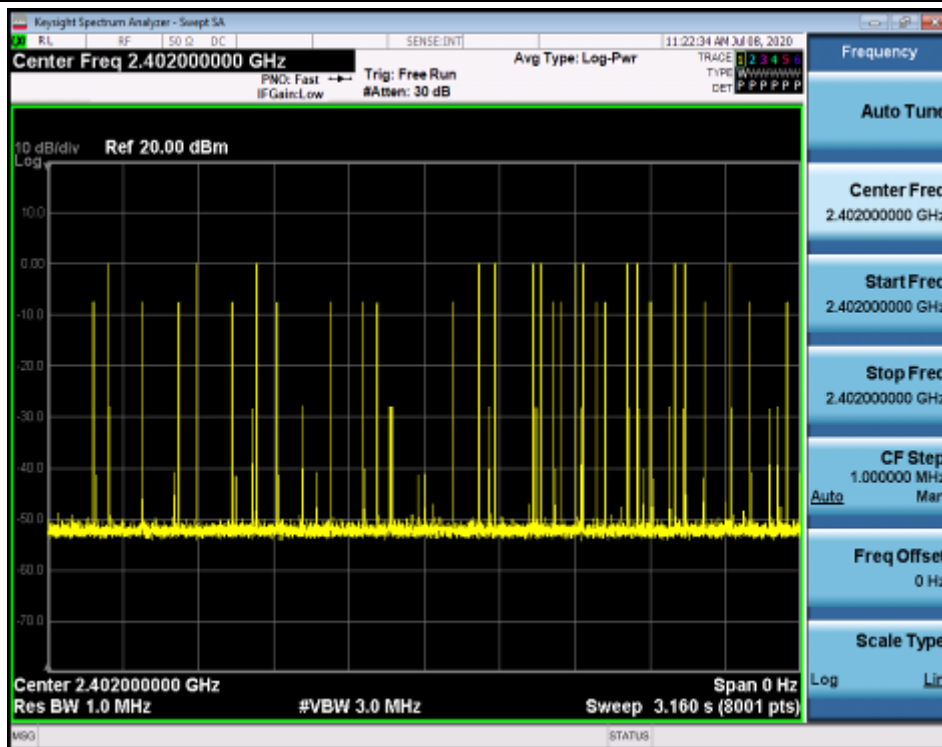 Keysight Spectrum Analyzer - Swept SA
RL RF 50 Ω DC SENSE:INT 11:22:34 AM Jul 08, 2020
Center Freq 2.402000000 GHz Avg Type: Log-Pwr TRACE 1 2 3 4 5 6
PNO: Fast Trig: Free Run TYPE
IFGain:Low #Atten: 30 dB DET P P P P P P
10 dB/div Ref 20.00 dBm
Log
10.0
0.00
-10.0
-20.0
-30.0
-40.0
-50.0
-60.0
-70.0
Center 2.402000000 GHz Span 0 Hz
Res BW 1.0 MHz #VBW 3.0 MHz Sweep 3.160 s (8001 pts)
MSG STATUS
Frequency
Auto Tune
Center Freq
2.402000000 GHz
Start Freq
2.402000000 GHz
Stop Freq
2.402000000 GHz
CF Step
1.000000 MHz
Auto Man
Freq Offset
0 Hz
Scale Type
Log Lin